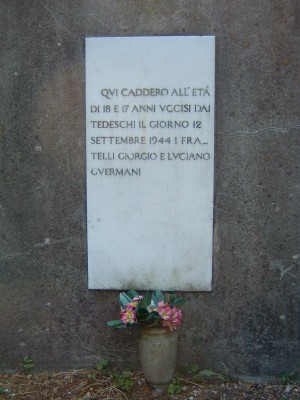 QVI CADDERO ALL'ETÁ
DI 18 E 17 ANNI VCCISI DAI
TEDESCHI IL GIORNO 12
SETTEMBRE 1944 I FRA_
TELLI GIORGIO E LVCIANO
GVERMANI